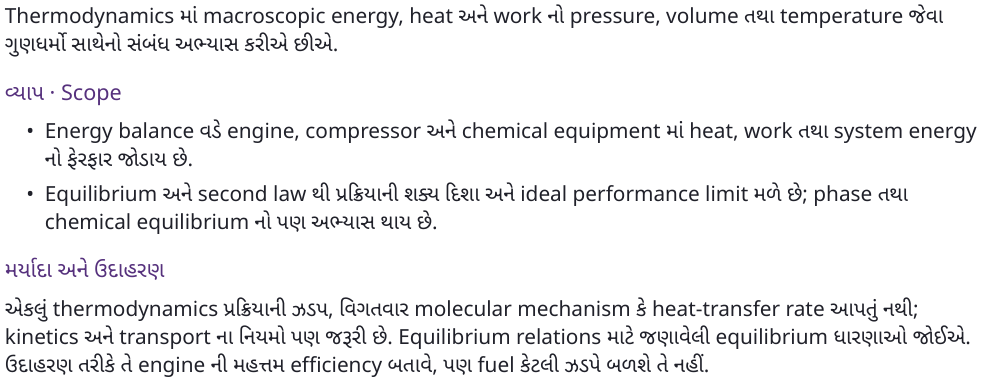 Thermodynamics માં macroscopic energy, heat અને work નો pressure, volume તથા temperature જેવા
ગુણધર્મો સાથેનો સંબંધ અભ્યાસ કરીએ છીએ.
વ્યાપ · Scope
• Energy balance વડે engine, compressor અને chemical equipment માં heat, work તથા system energy
નો ફેરફાર જોડાય છે.
• Equilibrium અને second law થી પ્રક્રિયાની શક્ય દિશા અને ideal performance limit મળે છે; phase તથા
chemical equilibrium નો પણ અભ્યાસ થાય છે.
મર્યાદા અને ઉદાહરણ
એકલું thermodynamics પ્રક્રિયાની ઝડપ, વિગતવાર molecular mechanism કે heat-transfer rate આપતું નથી;
kinetics અને transport ના નિયમો પણ જરૂરી છે. Equilibrium relations માટે જણાવેલી equilibrium ધારણાઓ જોઈએ.
ઉદાહરણ તરીકે તે engine ની મહત્તમ efficiency બતાવે, પણ fuel કેટલી ઝડપે બળશે તે નહીં.